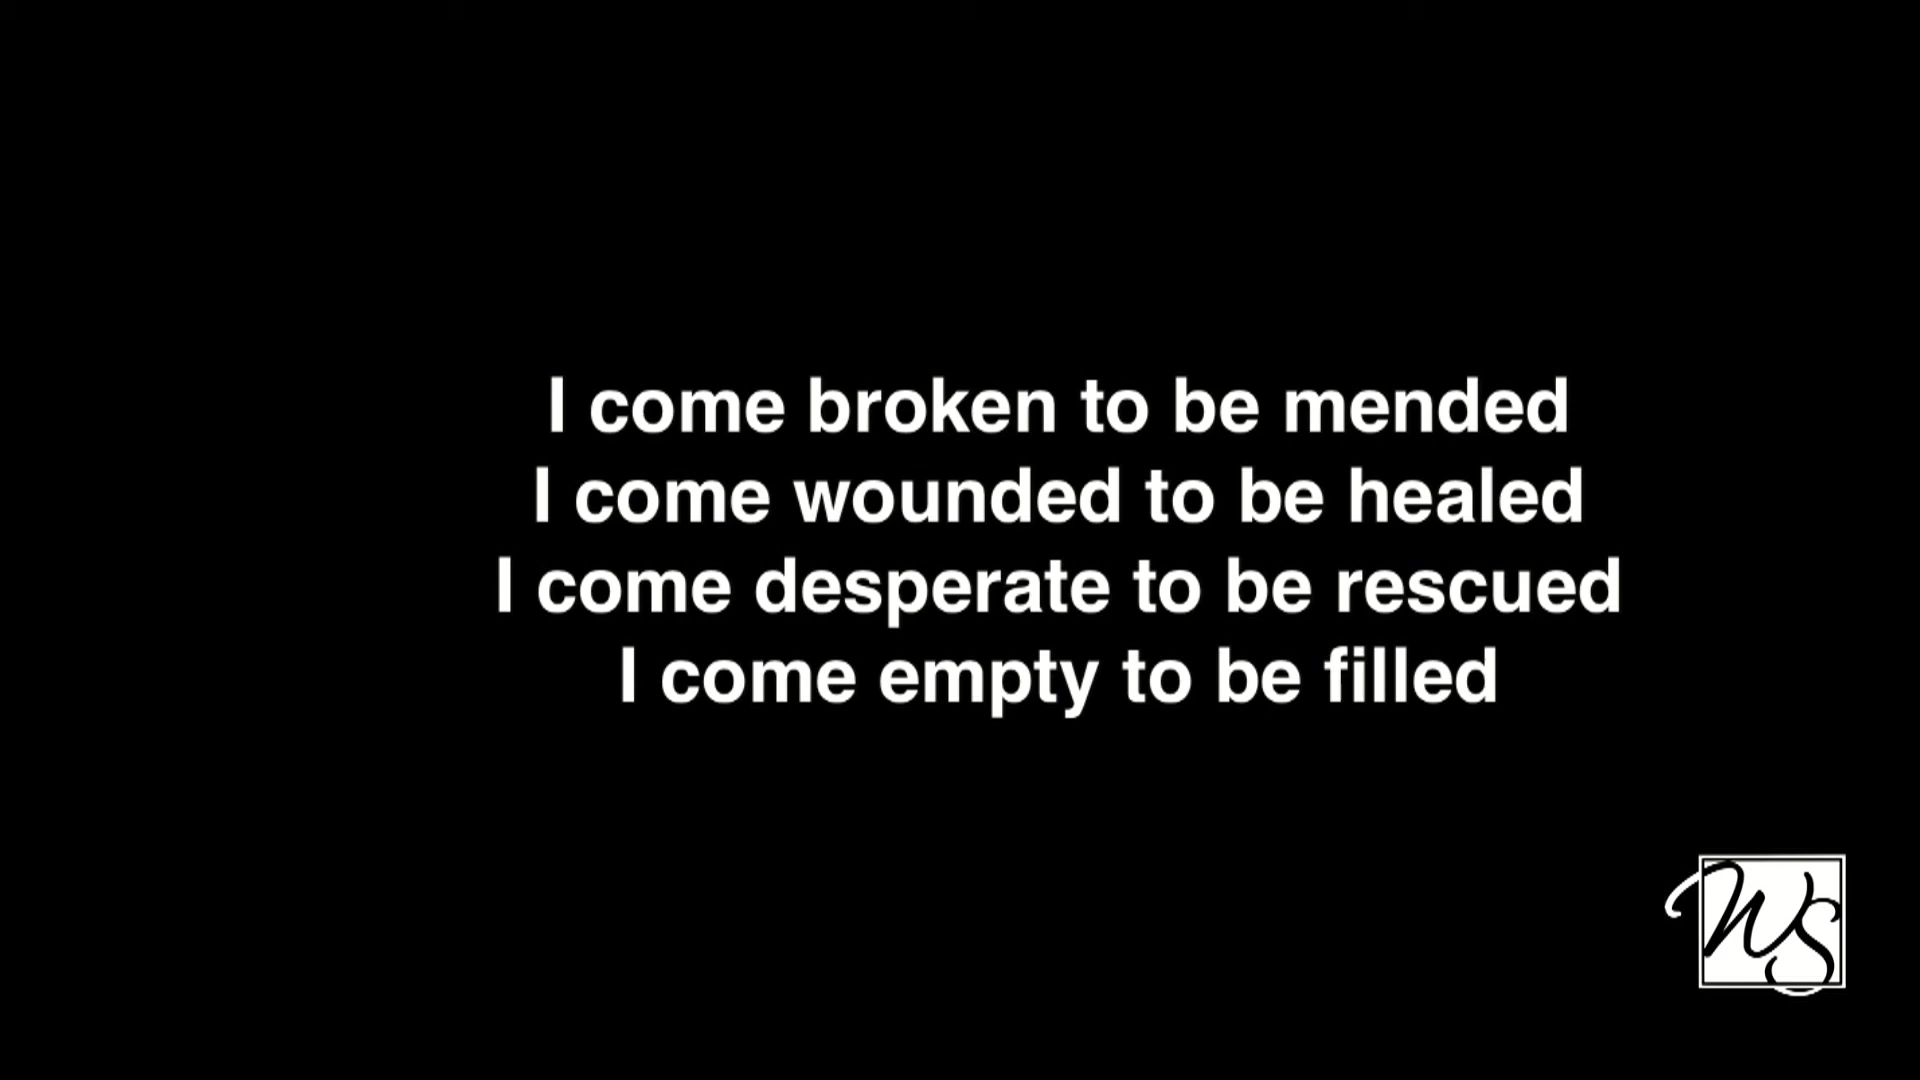 I come broken to be mended
I come wounded to be healed
I come desperate to be rescued
I come empty to be filled
WS